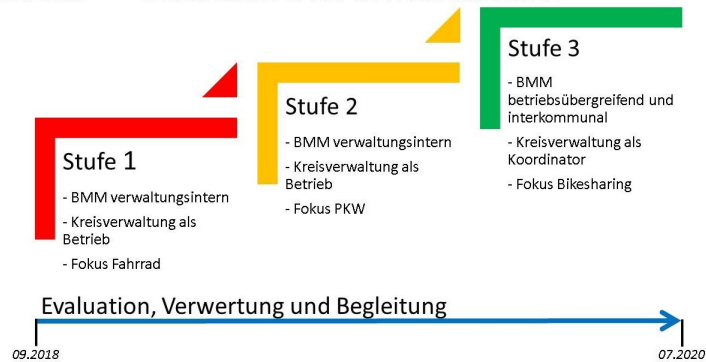 Stufe 1
- BMM verwaltungsintern
- Kreisverwaltung als
Betrieb
- Fokus Fahrrad
Stufe 2
- BMM verwaltungsintern
- Kreisverwaltung als
Betrieb
- Fokus PKW
Stufe 3
- BMM
betriebsübergreifend und
interkommunal
- Kreisverwaltung als
Koordinator
- Fokus Bikesharing
Evaluation, Verwertung und Begleitung
09.2018
07.2020